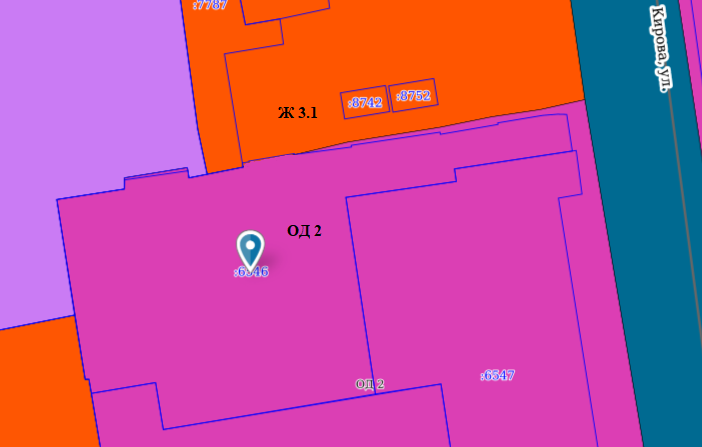 :7787
Кирова, ул.
:8742
:8752
Ж 3.1
ОД 2
:6546
ОД 2
:6547